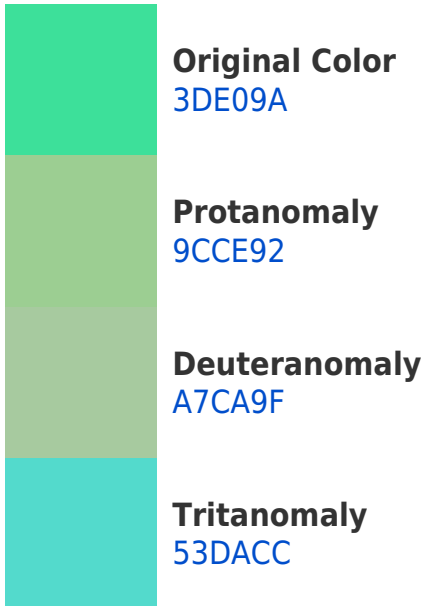 Original Color
3DE09A
Protanomaly
9CCE92
Deuteranomaly
A7CA9F
Tritanomaly
53DACC